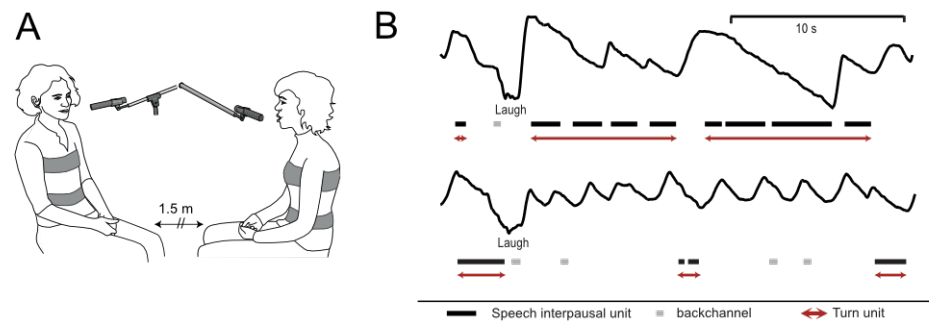 A
B
10 s
Laugh
1.5 m
Laugh
Speech interpausal unit backchannel Turn unit